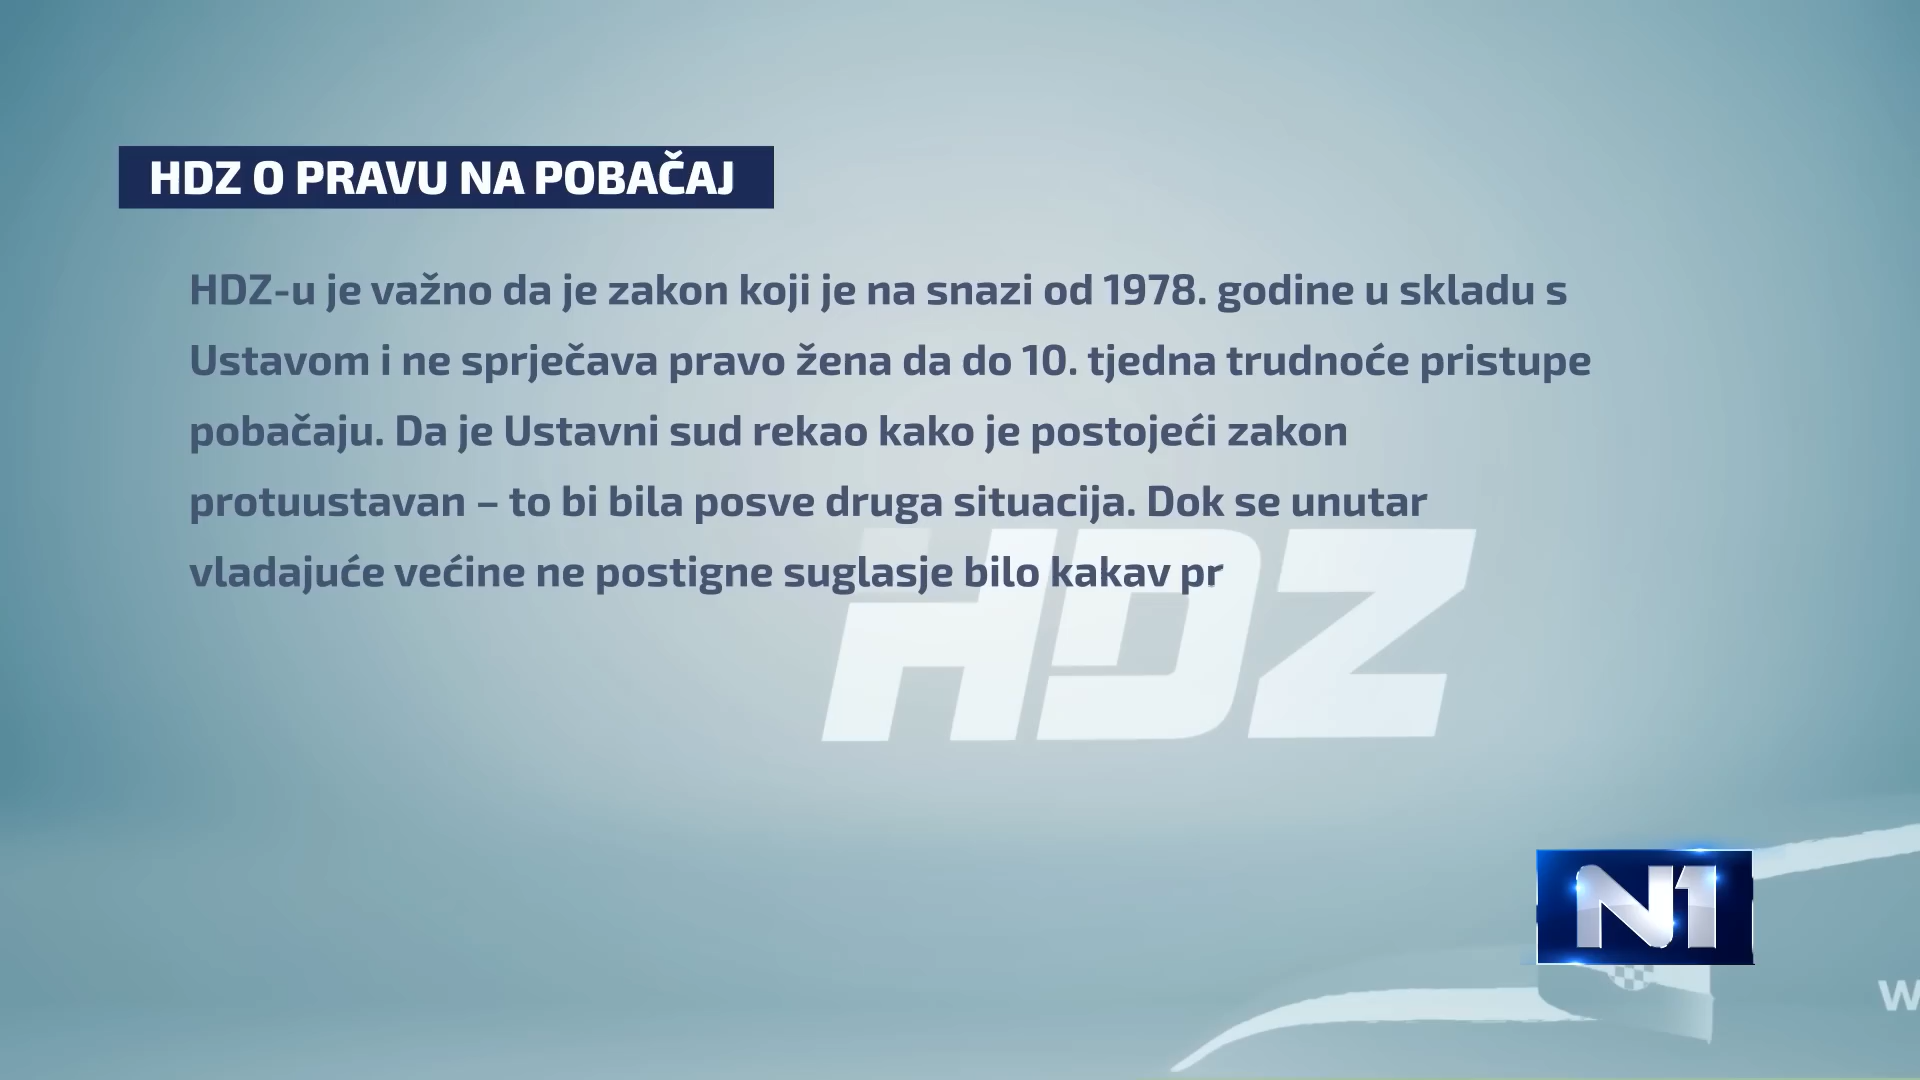 HDZ O PRAVU NA POBAČAJ
HDZ-u je važno da je zakon koji je na snazi od 1978. godine u skladu s
Ustavom i ne sprječava pravo žena da do 10. tjedna trudnoće pristupe
pobačaju. Da je Ustavni sud rekao kako je postojeći zakon
protuustavan – to bi bila posve druga situacija. Dok se unutar
vladajuće većine ne postigne suglasje bilo kakav pr
HDZ
N1
W